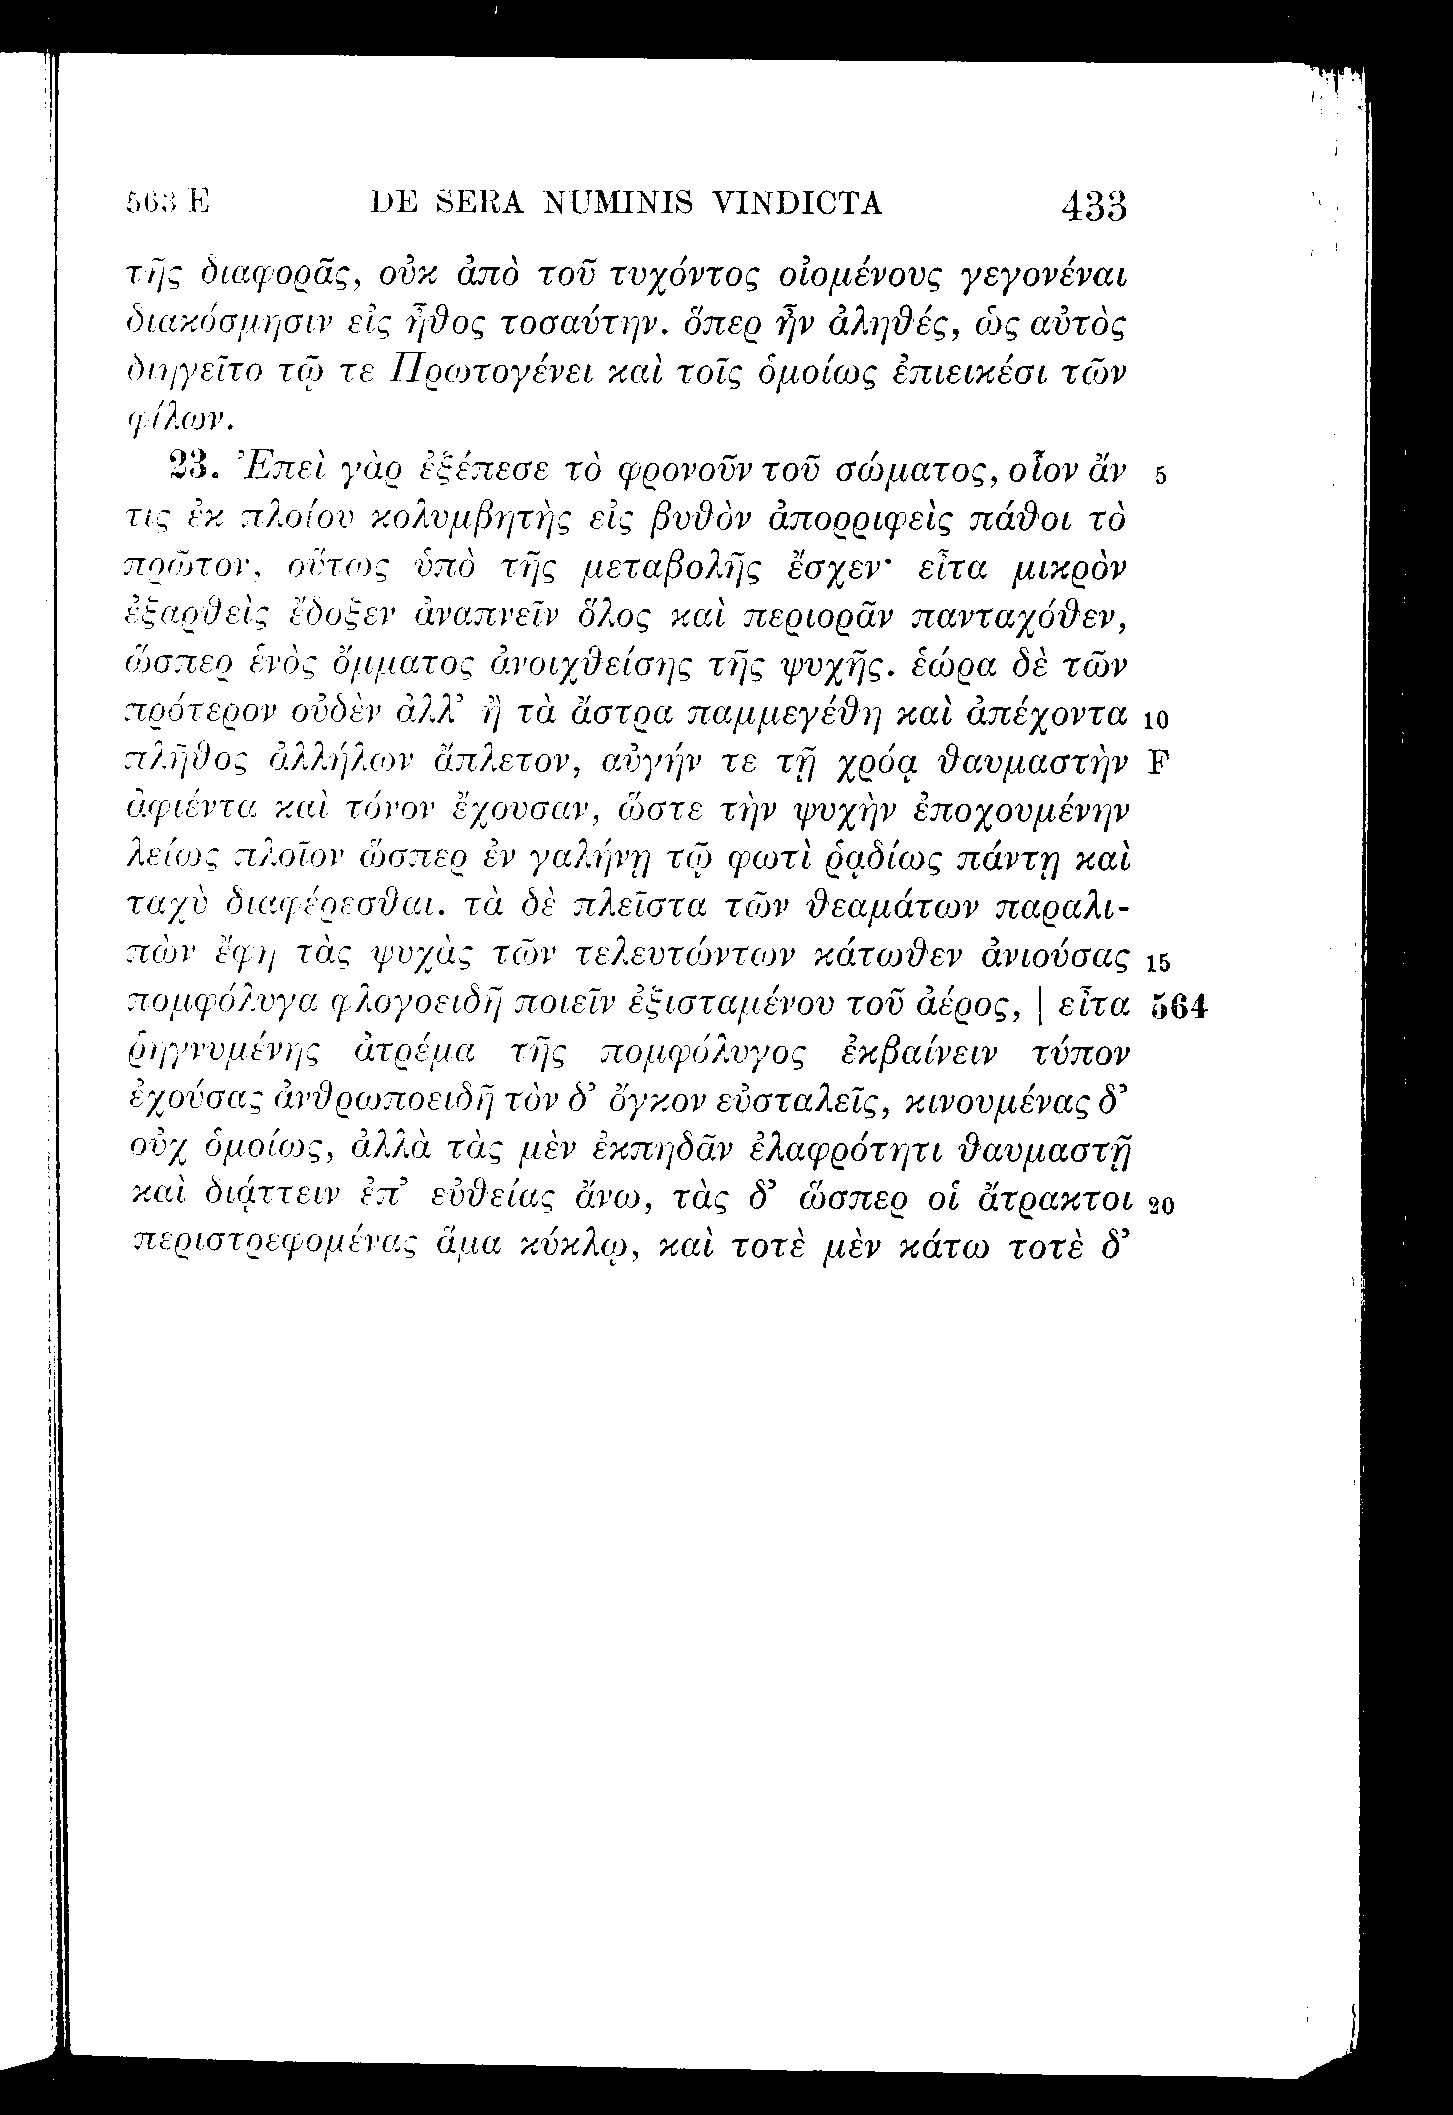 563 E DE SERA NUMINIS VINDICTA 433
τῆς διαφορᾶς, οὐκ ἀπὸ τοῦ τυχόντος οἰομένους γεγονέναι
διακόσμησιν εἰς ἦθος τοσαύτην. ὅπερ ἦν ἀληθές, ὡς αὐτὸς
διηγεῖτο τῷ τε Πρωτογένει καὶ τοῖς ὁμοίως ἐπιεικέσι τῶν
φίλων.
23. Ἐπεὶ γὰρ ἐξέπεσε τὸ φρονοῦν τοῦ σώματος, οἷον ἄν 5
τις ἐκ πλοίου κολυμβητὴς εἰς βυθὸν ἀπορριφεὶς πάθοι τὸ
πρῶτον, οὕτως ὑπὸ τῆς μεταβολῆς ἔσχεν· εἶτα μικρὸν
ἐξαρθεὶς ἔδοξεν ἀναπνεῖν ὅλος καὶ περιορᾶν πανταχόθεν,
ὥσπερ ἑνὸς ὄμματος ἀνοιχθείσης τῆς ψυχῆς. ἑώρα δὲ τῶν
πρότερον οὐδὲν ἀλλ’ ἢ τὰ ἄστρα παμμεγέθη καὶ ἀπέχοντα 10
πλῆθος ἀλλήλων ἄπλετον, αὐγήν τε τῇ χρόᾳ θαυμαστὴν F
ἀφιέντα καὶ τόνον ἔχουσαν, ὥστε τὴν ψυχὴν ἐποχουμένην
λείως πλοῖον ὥσπερ ἐν γαλήνῃ τῷ φωτὶ ῥᾳδίως πάντῃ καὶ
ταχὺ διαφέρεσθαι. τὰ δὲ πλεῖστα τῶν θεαμάτων παραλι-
πὼν ἔφη τὰς ψυχὰς τῶν τελευτώντων κάτωθεν ἀνιούσας 15
πομφόλυγα φλογοειδῆ ποιεῖν ἐξισταμένου τοῦ ἀέρος, | εἶτα 564
ῥηγνυμένης ἀτρέμα τῆς πομφόλυγος ἐκβαίνειν τύπον
ἐχούσας ἀνθρωποειδῆ τὸν δ’ ὄγκον εὐσταλεῖς, κινουμένας δ’
οὐχ ὁμοίως, ἀλλὰ τὰς μὲν ἐκπηδᾶν ἐλαφρότητι θαυμαστῇ
καὶ διᾴττειν ἐπ’ εὐθείας ἄνω, τὰς δ’ ὥσπερ οἱ ἄτρακτοι 20
περιστρεφομένας ἅμα κύκλῳ, καὶ τοτὲ μὲν κάτω τοτὲ δ’